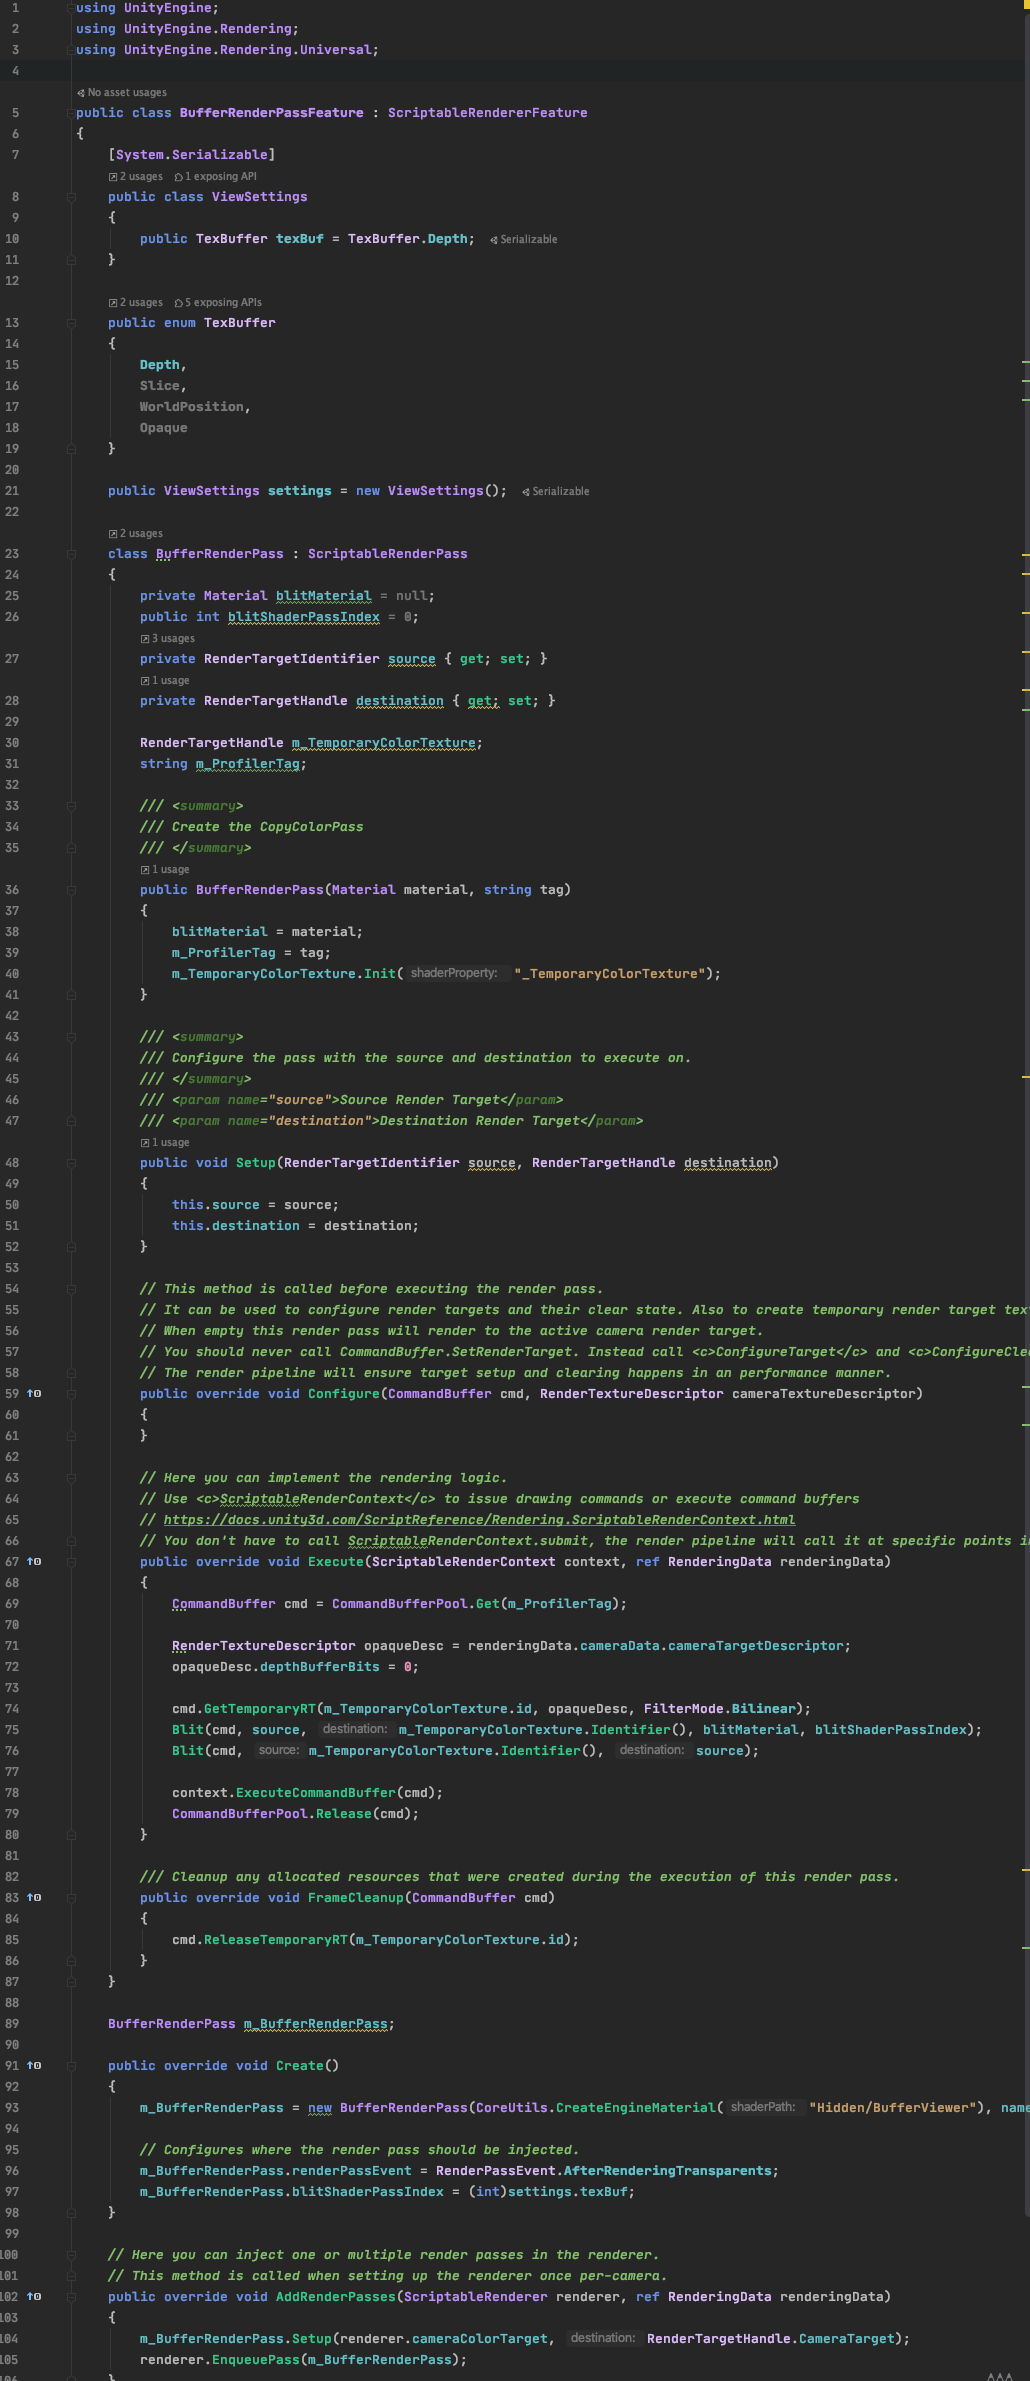 1 using UnityEngine;
2 using UnityEngine.Rendering;
3 using UnityEngine.Rendering.Universal;
4
No asset usages
5 public class BufferRenderPassFeature : ScriptableRendererFeature
6 {
7 [System.Serializable]
2 usages 1 exposing API
8 public class ViewSettings
9 {
10 public TexBuffer texBuf = TexBuffer.Depth; Serializable
11 }
12
2 usages 5 exposing APIs
13 public enum TexBuffer
14 {
15 Depth,
16 Slice,
17 WorldPosition,
18 Opaque
19 }
20
21 public ViewSettings settings = new ViewSettings(); Serializable
22
2 usages
23 class BufferRenderPass : ScriptableRenderPass
24 {
25 private Material blitMaterial = null;
26 public int blitShaderPassIndex = 0;
3 usages
27 private RenderTargetIdentifier source { get; set; }
1 usage
28 private RenderTargetHandle destination { get; set; }
29
30 RenderTargetHandle m_TemporaryColorTexture;
31 string m_ProfilerTag;
32
33 /// <summary>
34 /// Create the CopyColorPass
35 /// </summary>
1 usage
36 public BufferRenderPass(Material material, string tag)
37 {
38 blitMaterial = material;
39 m_ProfilerTag = tag;
40 m_TemporaryColorTexture.Init( shaderProperty: "_TemporaryColorTexture");
41 }
42
43 /// <summary>
44 /// Configure the pass with the source and destination to execute on.
45 /// </summary>
46 /// <param name="source">Source Render Target</param>
47 /// <param name="destination">Destination Render Target</param>
1 usage
48 public void Setup(RenderTargetIdentifier source, RenderTargetHandle destination)
49 {
50 this.source = source;
51 this.destination = destination;
52 }
53
54 // This method is called before executing the render pass.
55 // It can be used to configure render targets and their clear state. Also to create temporary render target tex
56 // When empty this render pass will render to the active camera render target.
57 // You should never call CommandBuffer.SetRenderTarget. Instead call <c>ConfigureTarget</c> and <c>ConfigureCle
58 // The render pipeline will ensure target setup and clearing happens in an performance manner.
59 public override void Configure(CommandBuffer cmd, RenderTextureDescriptor cameraTextureDescriptor)
60 {
61 }
62
63 // Here you can implement the rendering logic.
64 // Use <c>ScriptableRenderContext</c> to issue drawing commands or execute command buffers
65 // https://docs.unity3d.com/ScriptReference/Rendering.ScriptableRenderContext.html
66 // You don't have to call ScriptableRenderContext.submit, the render pipeline will call it at specific points i
67 public override void Execute(ScriptableRenderContext context, ref RenderingData renderingData)
68 {
69 CommandBuffer cmd = CommandBufferPool.Get(m_ProfilerTag);
70
71 RenderTextureDescriptor opaqueDesc = renderingData.cameraData.cameraTargetDescriptor;
72 opaqueDesc.depthBufferBits = 0;
73
74 cmd.GetTemporaryRT(m_TemporaryColorTexture.id, opaqueDesc, FilterMode.Bilinear);
75 Blit(cmd, source, destination: m_TemporaryColorTexture.Identifier(), blitMaterial, blitShaderPassIndex);
76 Blit(cmd, source: m_TemporaryColorTexture.Identifier(), destination: source);
77
78 context.ExecuteCommandBuffer(cmd);
79 CommandBufferPool.Release(cmd);
80 }
81
82 /// Cleanup any allocated resources that were created during the execution of this render pass.
83 public override void FrameCleanup(CommandBuffer cmd)
84 {
85 cmd.ReleaseTemporaryRT(m_TemporaryColorTexture.id);
86 }
87 }
88
89 BufferRenderPass m_BufferRenderPass;
90
91 public override void Create()
92 {
93 m_BufferRenderPass = new BufferRenderPass(CoreUtils.CreateEngineMaterial( shaderPath: "Hidden/BufferViewer"), name
94
95 // Configures where the render pass should be injected.
96 m_BufferRenderPass.renderPassEvent = RenderPassEvent.AfterRenderingTransparents;
97 m_BufferRenderPass.blitShaderPassIndex = (int)settings.texBuf;
98 }
99
100 // Here you can inject one or multiple render passes in the renderer.
101 // This method is called when setting up the renderer once per-camera.
102 public override void AddRenderPasses(ScriptableRenderer renderer, ref RenderingData renderingData)
103 {
104 m_BufferRenderPass.Setup(renderer.cameraColorTarget, destination: RenderTargetHandle.CameraTarget);
105 renderer.EnqueuePass(m_BufferRenderPass);
106 }